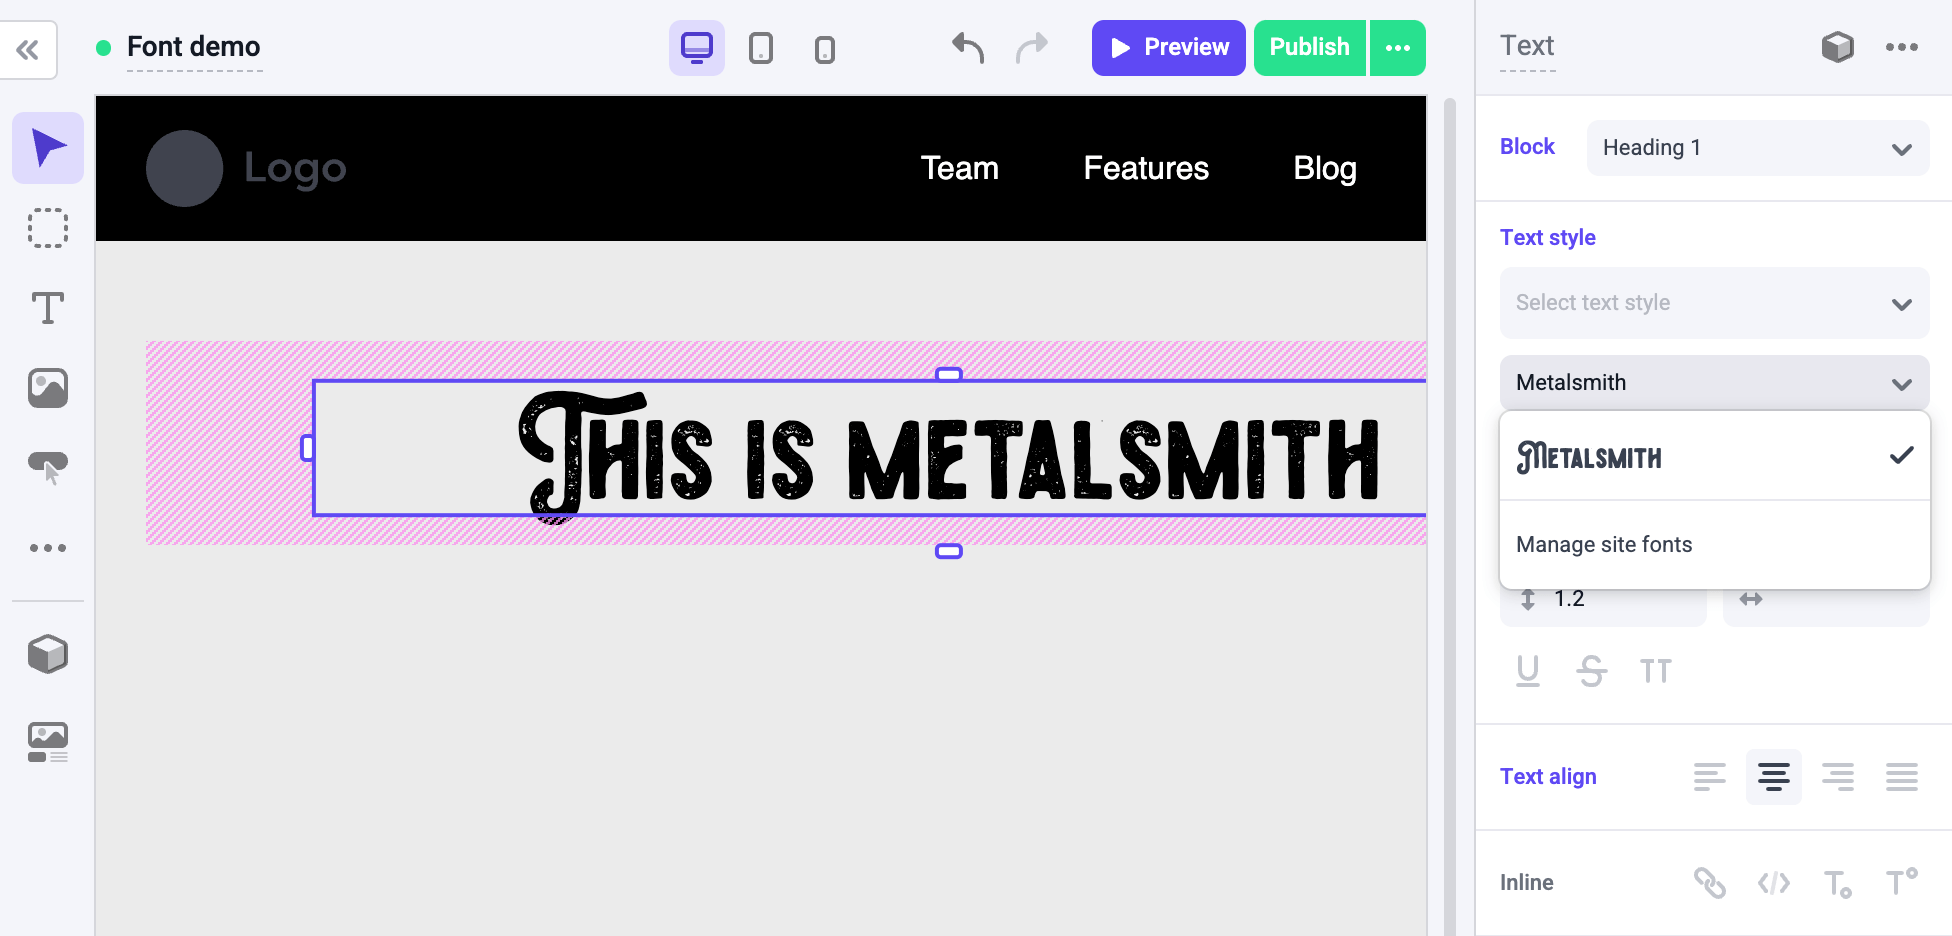 Font demo
Preview
Publish
Text
Logo
Team
Features
Blog
Block
Heading 1
Text style
Select text style
Metalsmith
This is metalsmith
Metalsmith
Manage site fonts
1.2
Text align
Inline